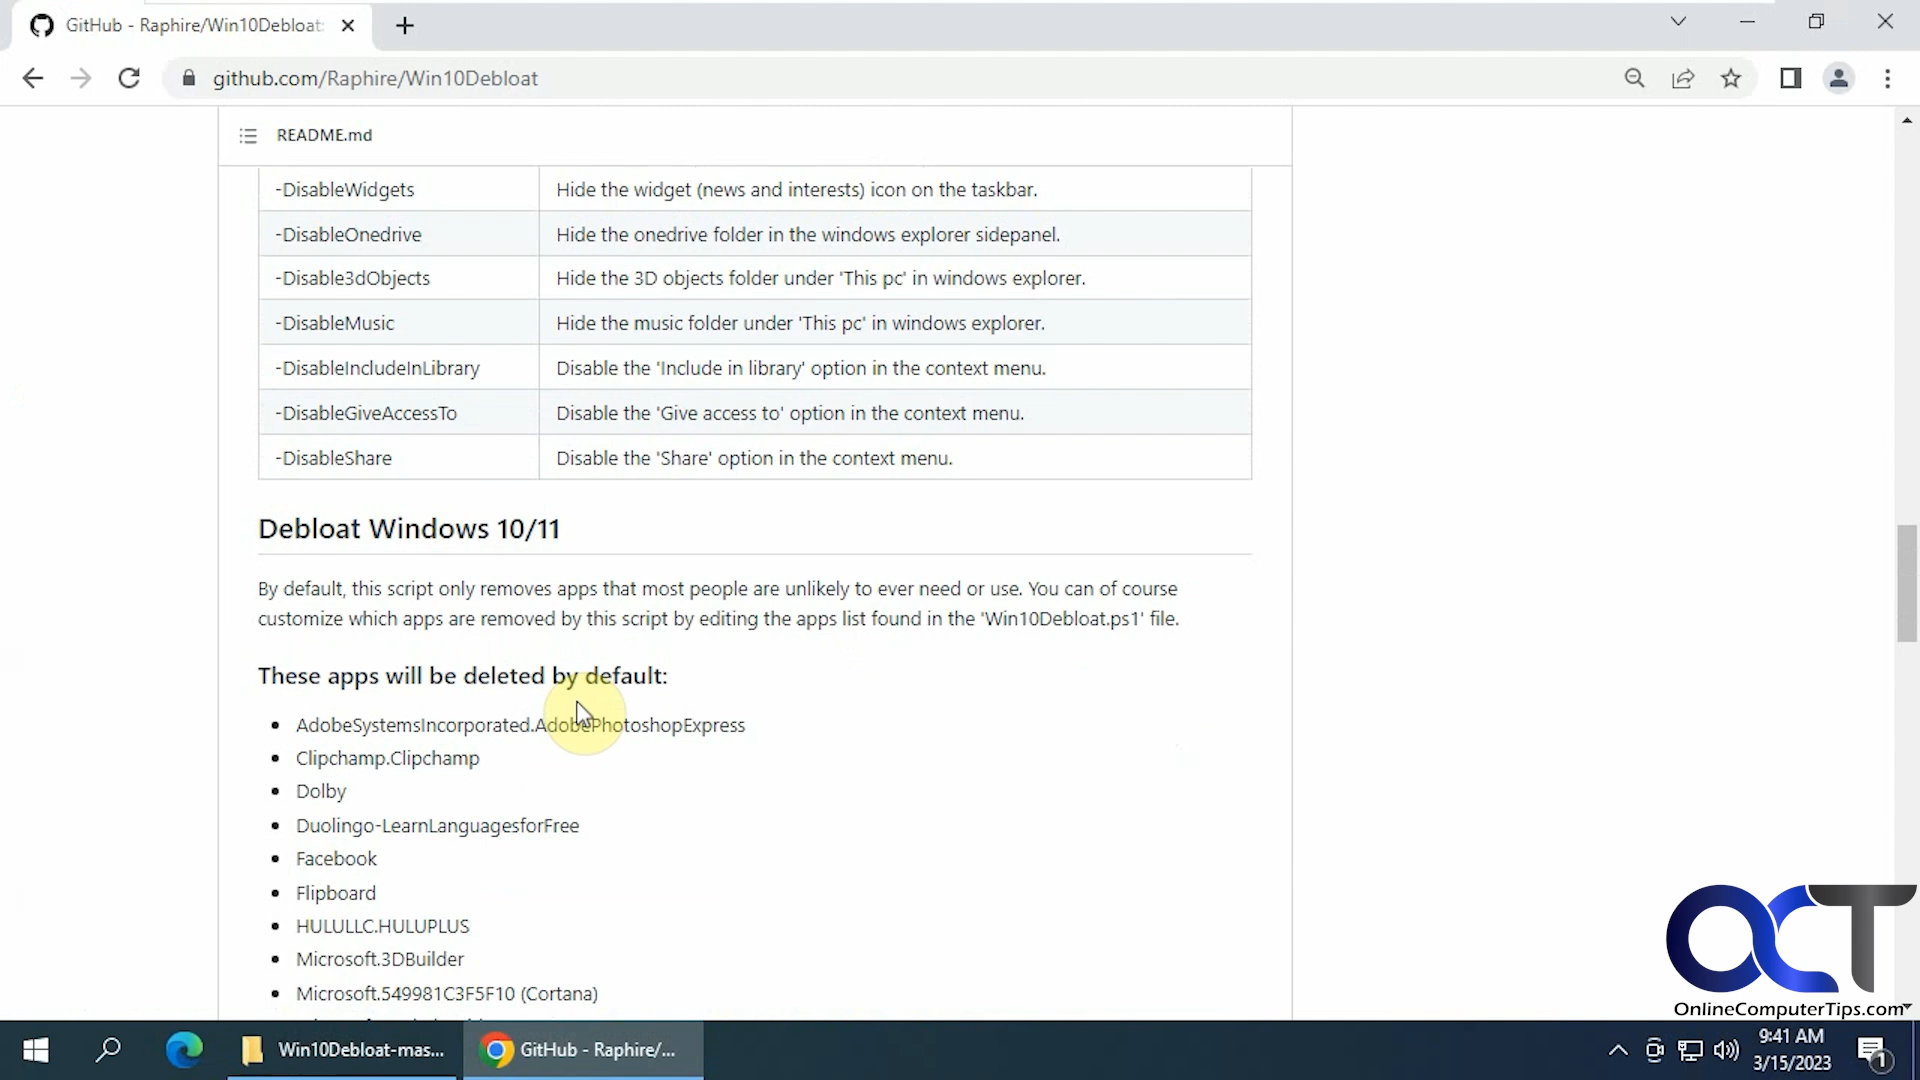 GitHub - Raphire/Win10Debloat:
github.com/Raphire/Win10Debloat
README.md
-DisableWidgets Hide the widget (news and interests) icon on the taskbar.
-DisableOnedrive Hide the onedrive folder in the windows explorer sidepanel.
-Disable3dObjects Hide the 3D objects folder under 'This pc' in windows explorer.
-DisableMusic Hide the music folder under 'This pc' in windows explorer.
-DisableIncludeInLibrary Disable the 'Include in library' option in the context menu.
-DisableGiveAccessTo Disable the 'Give access to' option in the context menu.
-DisableShare Disable the 'Share' option in the context menu.
Debloat Windows 10/11
By default, this script only removes apps that most people are unlikely to ever need or use. You can of course
customize which apps are removed by this script by editing the apps list found in the 'Win10Debloat.ps1' file.
These apps will be deleted by default:
AdobeSystemsIncorporated.AdobePhotoshopExpress
Clipchamp.Clipchamp
Dolby
Duolingo-LearnLanguagesforFree
Facebook
Flipboard
HULULLC.HULUPLUS
Microsoft.3DBuilder
Microsoft.549981C3F5F10 (Cortana)
OCT
OnlineComputerTips.com
Win10Debloat-mas... GitHub - Raphire/...
9:41 AM
3/15/2023
1